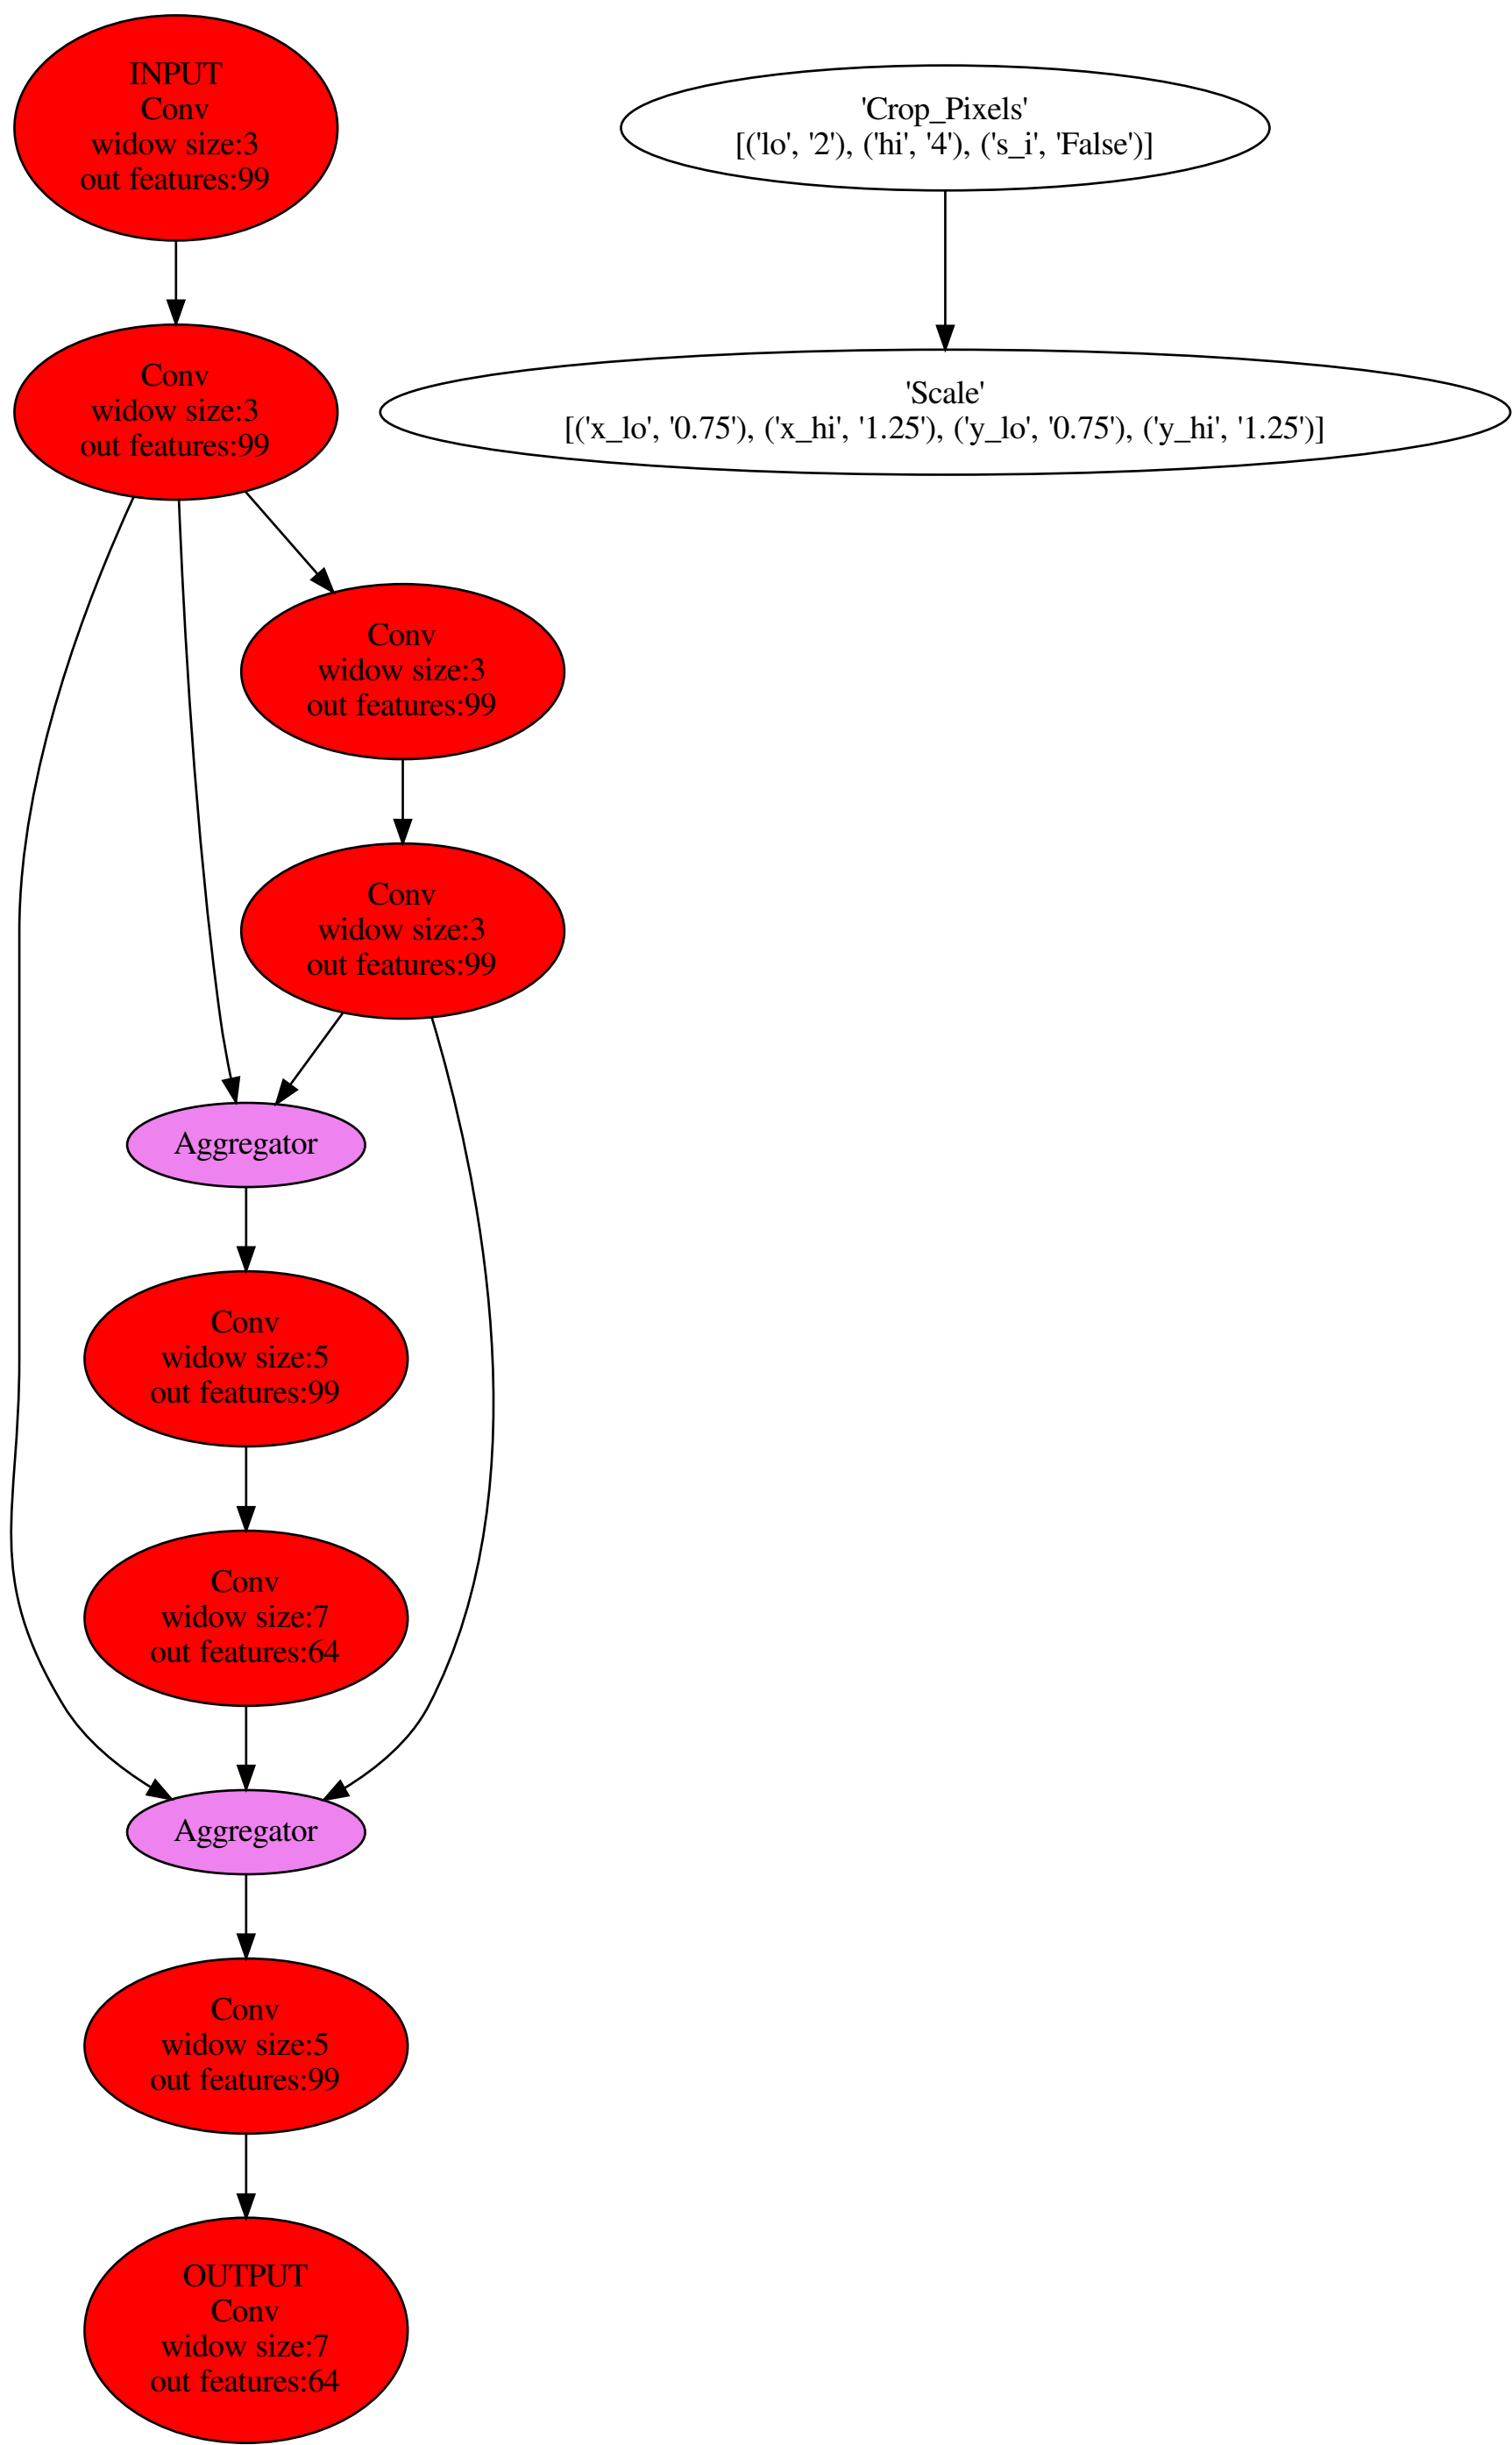 INPUT
Conv
widow size:3
out features:99
'Crop_Pixels'
[('lo', '2'), ('hi', '4'), ('s_i', 'False')]
Conv
widow size:3
out features:99
'Scale'
[('x_lo', '0.75'), ('x_hi', '1.25'), ('y_lo', '0.75'), ('y_hi', '1.25')]
Conv
widow size:3
out features:99
Conv
widow size:3
out features:99
Aggregator
Conv
widow size:5
out features:99
Conv
widow size:7
out features:64
Aggregator
Conv
widow size:5
out features:99
OUTPUT
Conv
widow size:7
out features:64